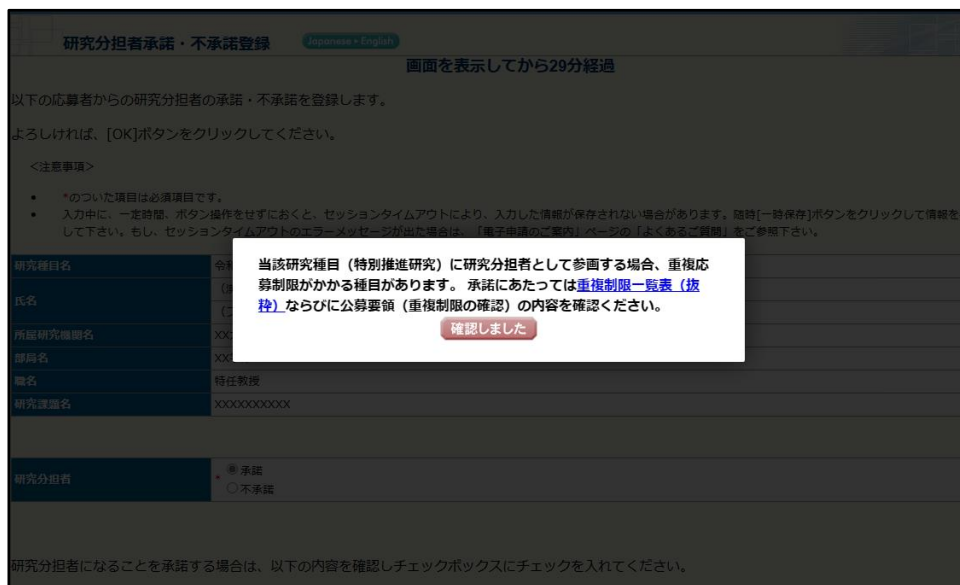 研究分担者承諾・不承諾登録
Japanese・English
画面を表示してから29分経過
以下の応募者からの研究分担者の承諾・不承諾を登録します。
よろしければ、[OK]ボタンをクリックしてください。
<注意事項>
• *のついた項目は必須項目です。
• 入力中に、一定時間、ボタン操作をせずにおくと、セッションタイムアウトにより、入力した情報が保存されない場合があります。随時[一時保存]ボタンをクリックして情報を
して下さい。もし、セッションタイムアウトのエラーメッセージが出た場合は、「電子申請のご案内」ページの「よくあるご質問」をご参照下さい。
当該研究種目（特別推進研究）に研究分担者として参画する場合、重複応
募制限がかかる種目があります。 承諾にあたっては重複制限一覧表（抜
粋）ならびに公募要領（重複制限の確認）の内容を確認ください。
確認しました
研究種目名
氏名
所属研究機関名 XX
部局名 XX
職名 特任教授
研究課題名 XXXXXXXXXX
研究分担者 * 承諾
不承諾
研究分担者になることを承諾する場合は、以下の内容を確認しチェックボックスにチェックを入れてください。